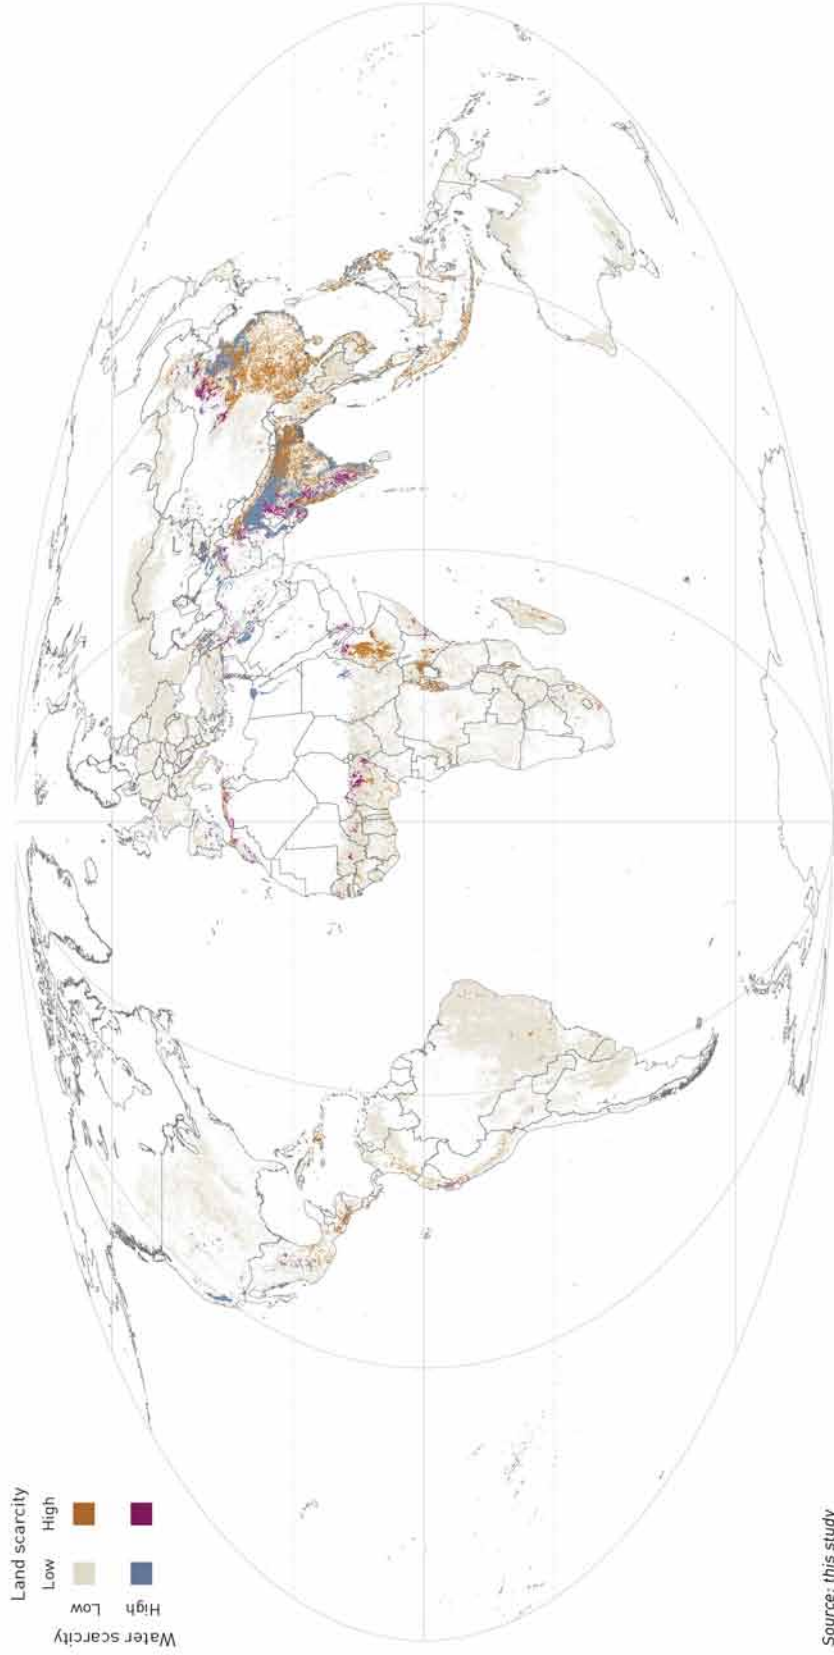 Land scarcity
Low High
Low
High
Water scarcity
Source: this study